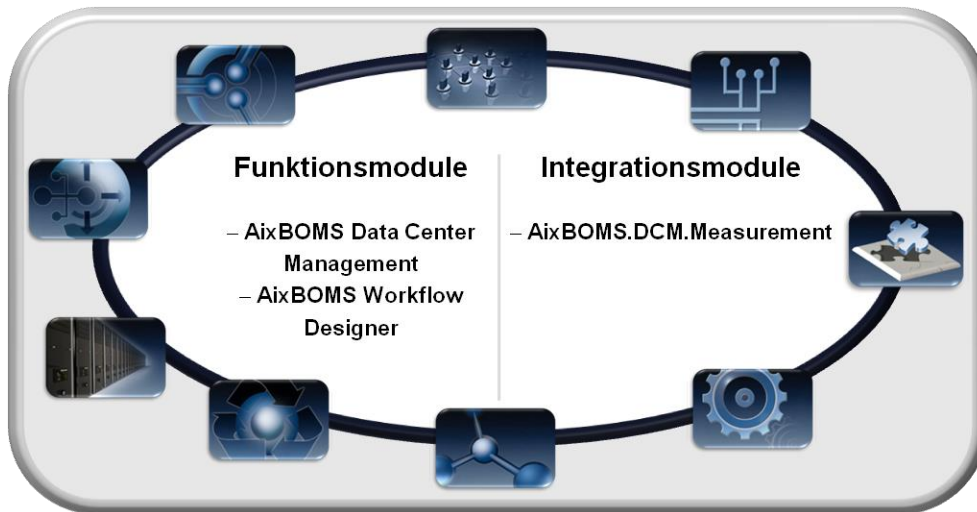 Funktionsmodule
– AixBOMS Data Center
Management
– AixBOMS Workflow
Designer
Integrationsmodule
– AixBOMS.DCM.Measurement